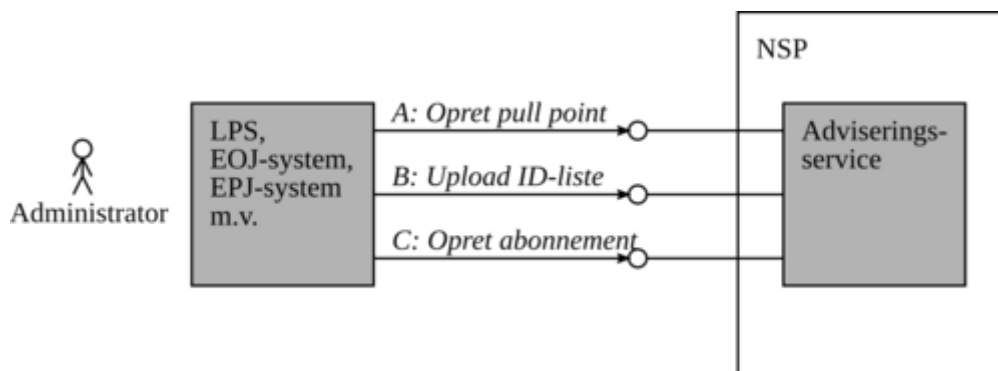 NSP
A: Opret pull point
LPS,
EOJ-system,
EPJ-system
m.v.
Adviserings-
service
B: Upload ID-liste
Administrator
C: Opret abonnement